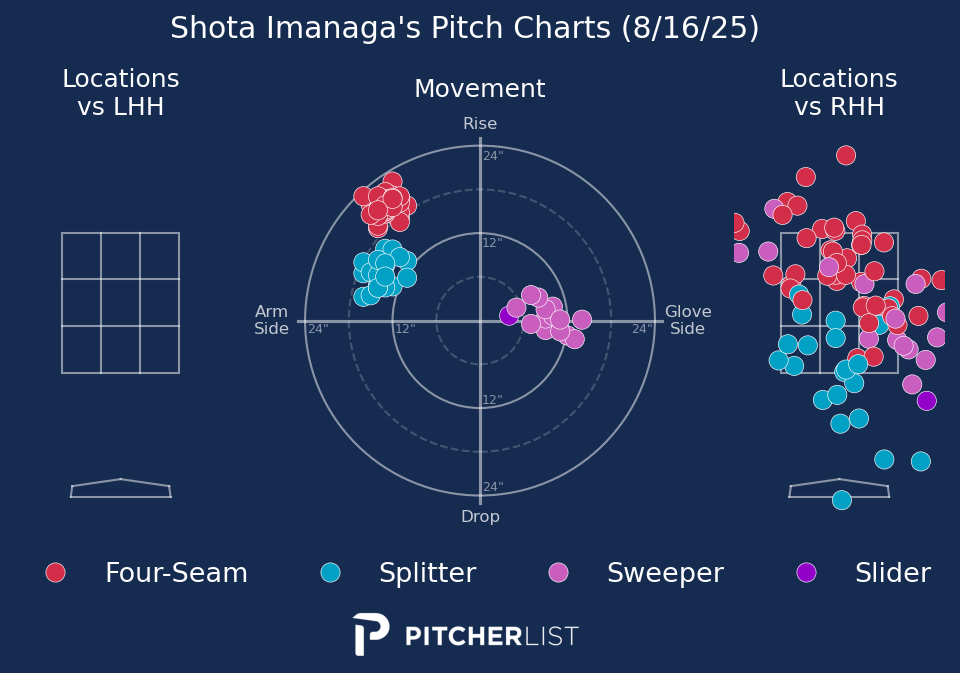 Shota Imanaga's Pitch Charts (8/16/25)
Locations
vs LHH
Movement
Locations
vs RHH
Rise
24"
12"
Arm
Side
24"
12"
24"
Glove
Side
12"
24"
Drop
Four-Seam
Splitter
Sweeper
Slider
PITCHERLIST